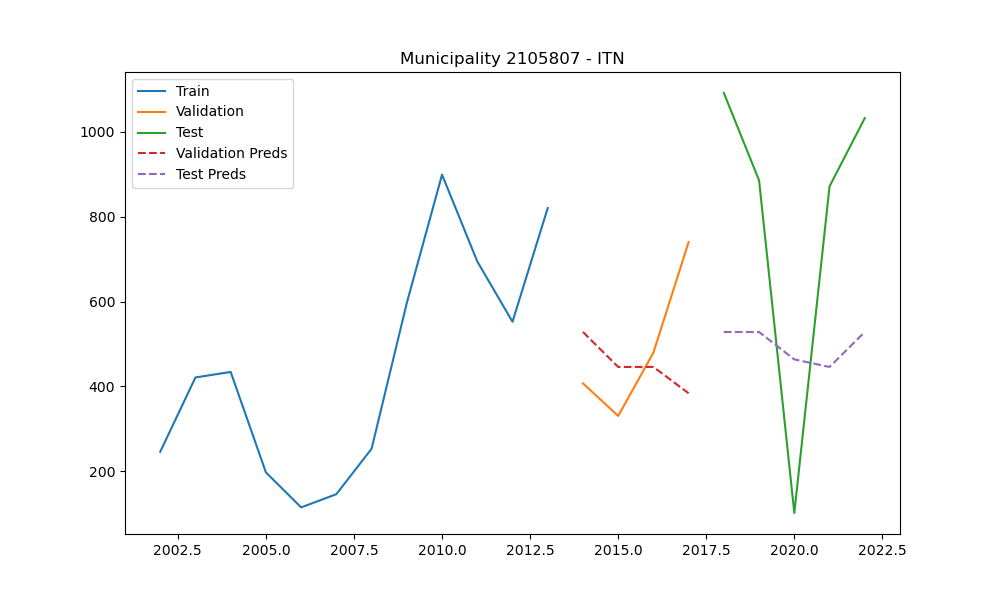 Municipality 2105807 - ITN
Train
Validation
Test
Validation Preds
Test Preds
1000
800
600
400
200
2002.5 2005.0 2007.5 2010.0 2012.5 2015.0 2017.5 2020.0 2022.5